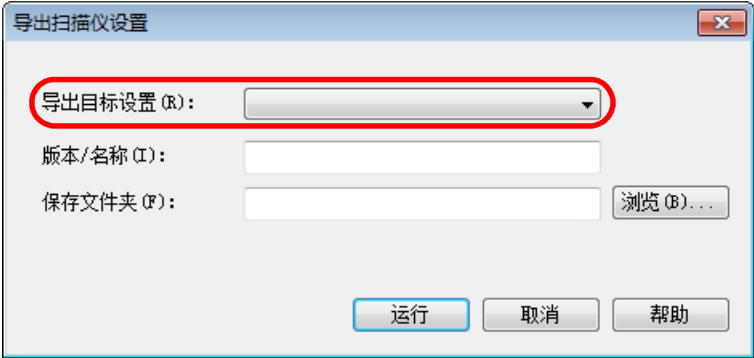 导出扫描仪设置
导出目标设置(R):
版本/名称(I):
保存文件夹(F):
浏览(B)...
运行 取消 帮助